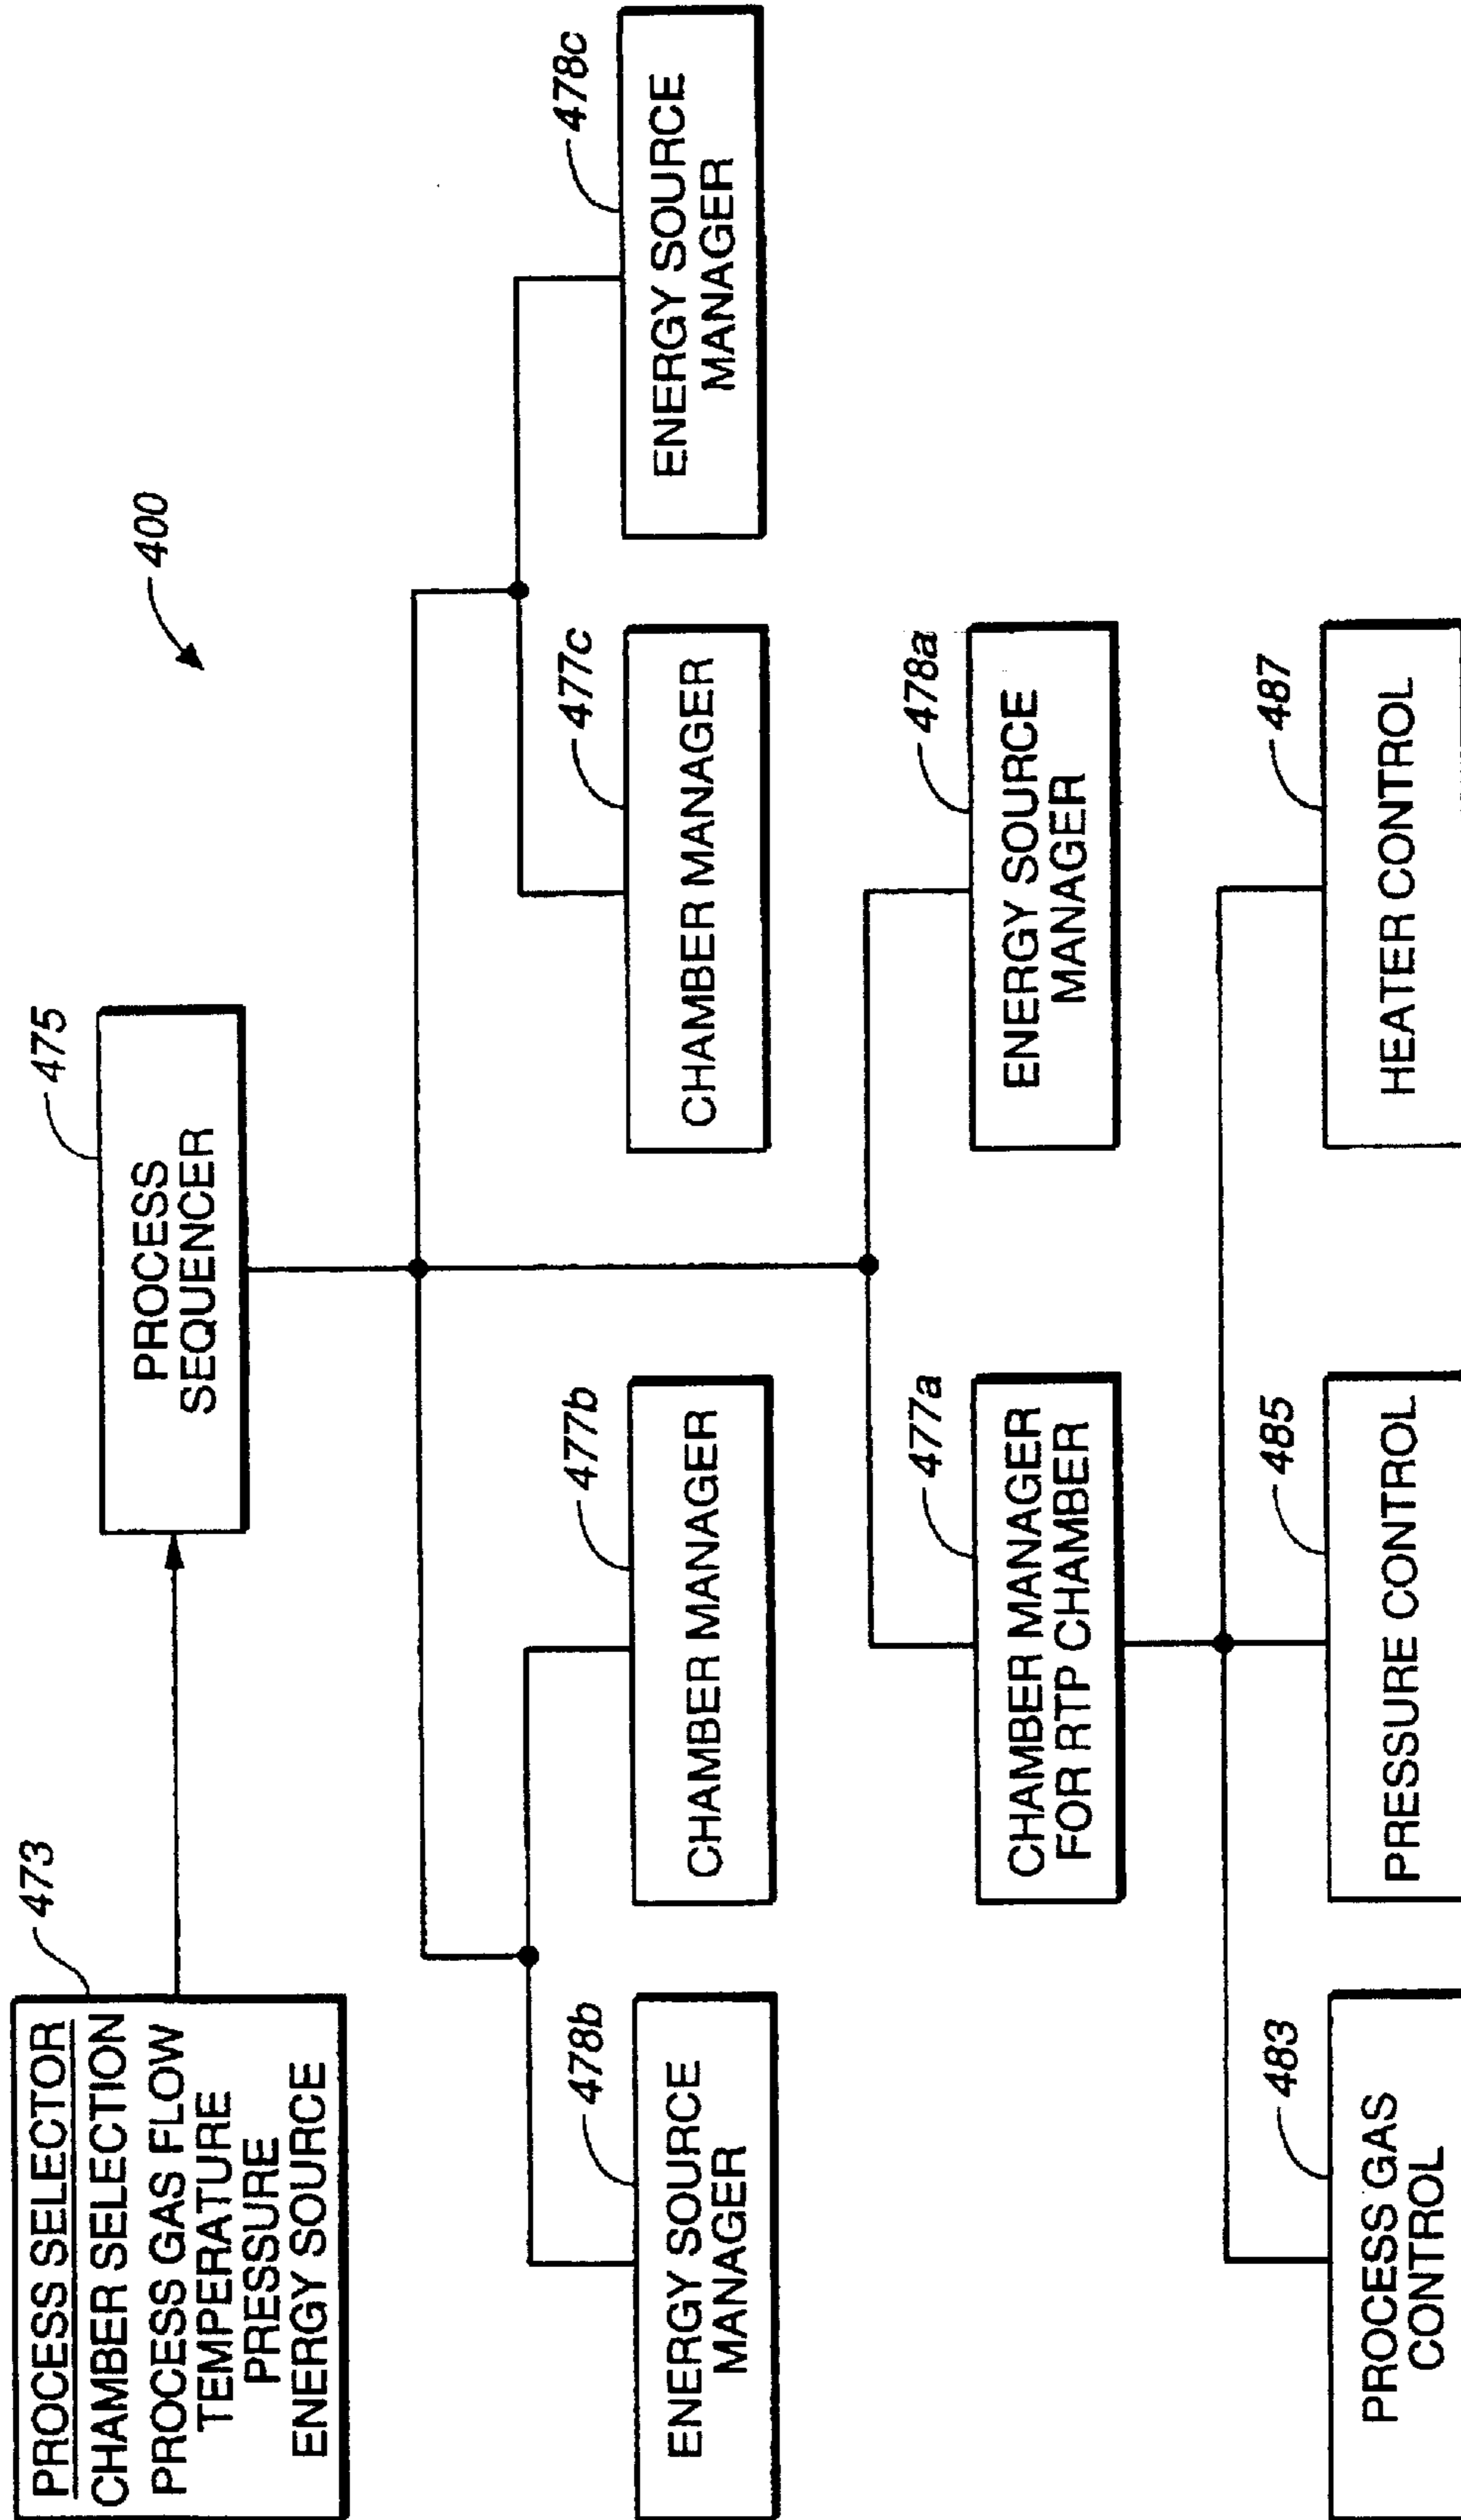 400
473
PROCESS SELECTOR
CHAMBER SELECTION
PROCESS GAS FLOW
TEMPERATURE
PRESSURE
ENERGY SOURCE
475
PROCESS
SEQUENCER
478b
ENERGY SOURCE
MANAGER
477b
CHAMBER MANAGER
477c
CHAMBER MANAGER
478c
ENERGY SOURCE
MANAGER
477a
CHAMBER MANAGER
FOR RTP CHAMBER
478a
ENERGY SOURCE
MANAGER
483
PROCESS GAS
CONTROL
485
PRESSURE CONTROL
487
HEATER CONTROL